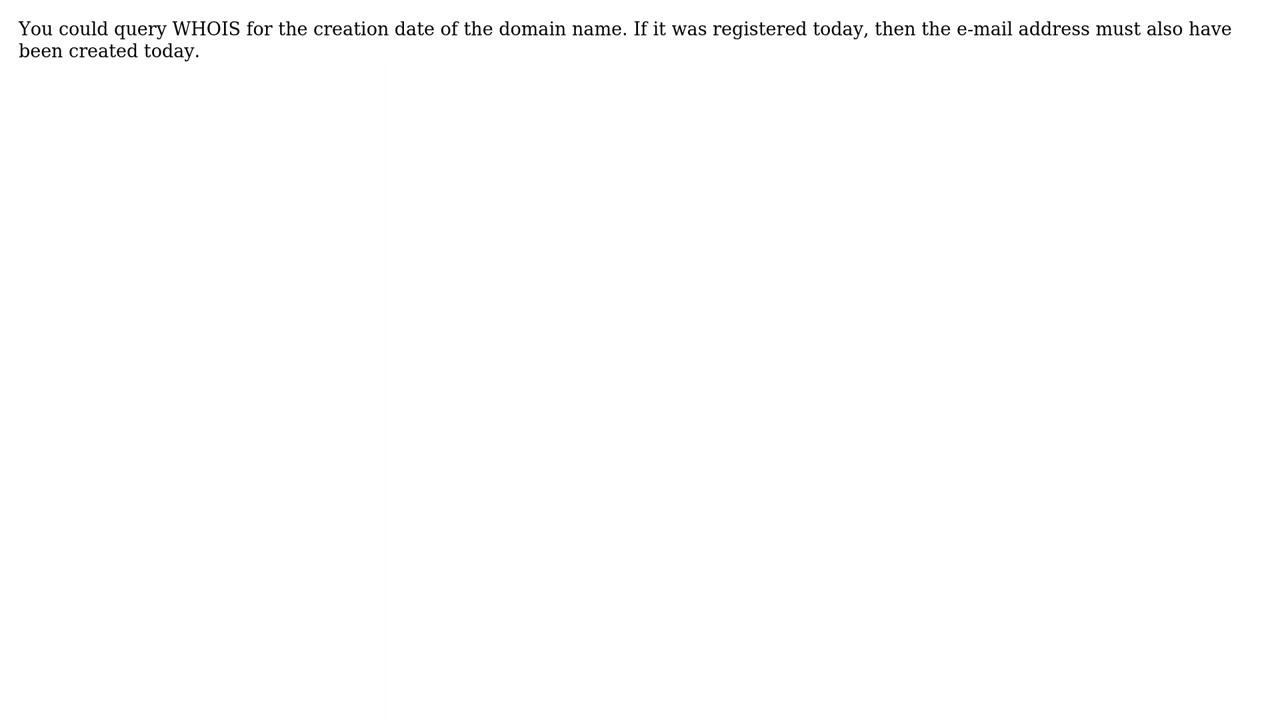 You could query WHOIS for the creation date of the domain name. If it was registered today, then the e-mail address must also have
been created today.